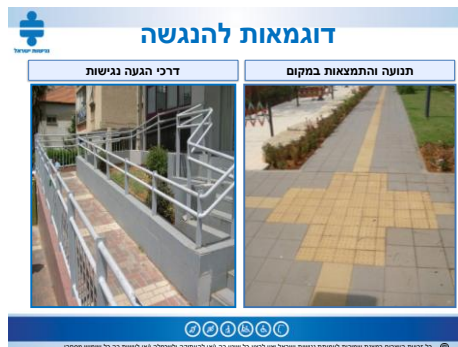 דוגמאות להנגשה
נגישות ישראל
תנועה והתמצאות במקום
דרכי הגעה נגישות